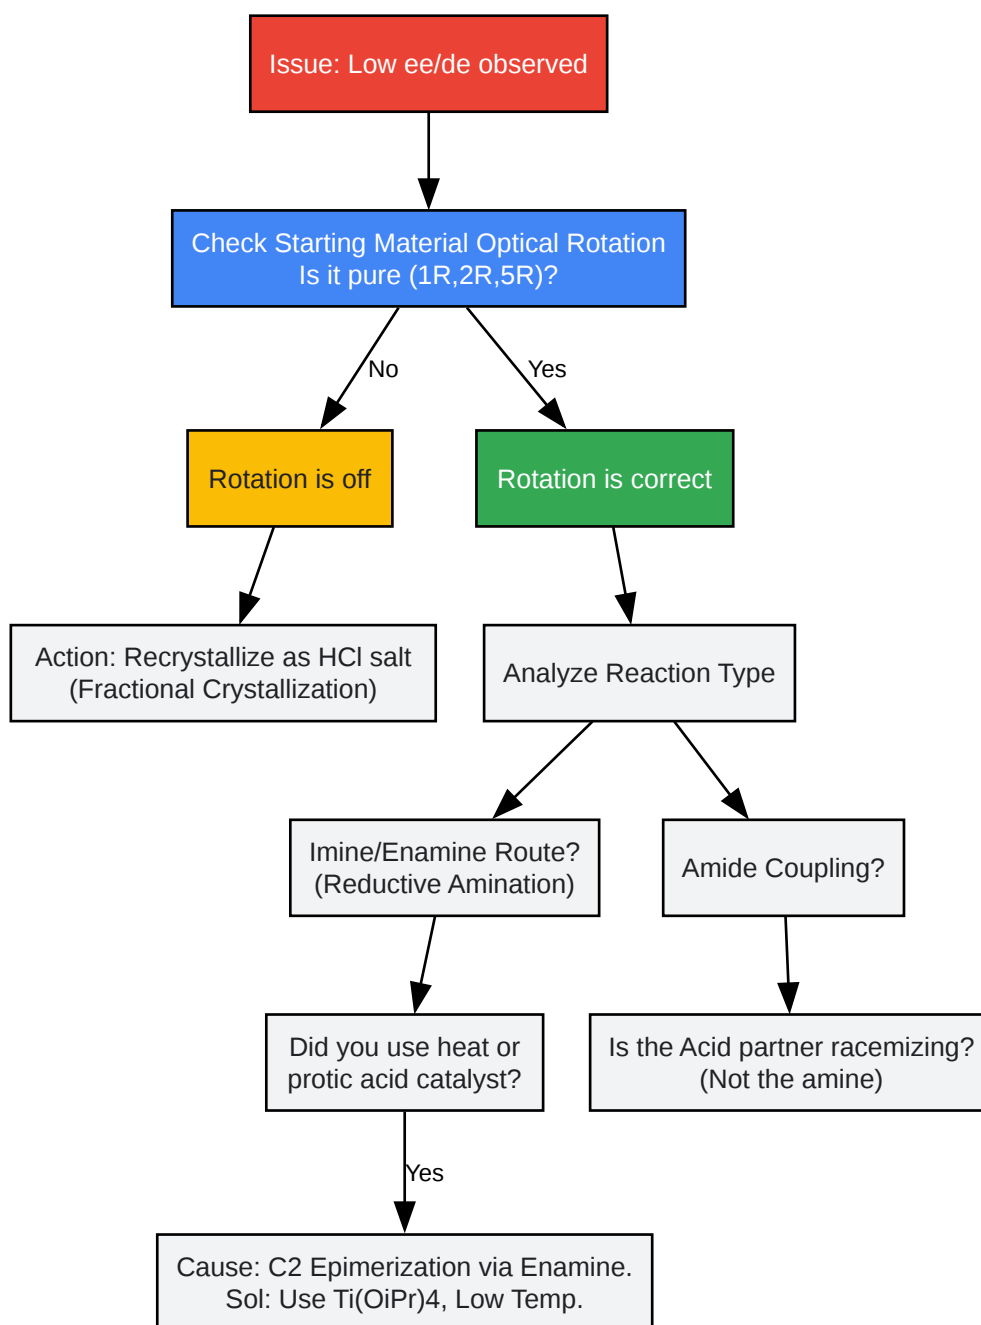 Issue: Low ee/de observed
Check Starting Material Optical Rotation
Is it pure (1R,2R,5R)?
No
Yes
Rotation is off
Rotation is correct
Action: Recrystallize as HCl salt
(Fractional Crystallization)
Analyze Reaction Type
Imine/Enamine Route?
(Reductive Amination)
Amide Coupling?
Did you use heat or
protic acid catalyst?
Is the Acid partner racemizing?
(Not the amine)
Yes
Cause: C2 Epimerization via Enamine.
Sol: Use Ti(OiPr)4, Low Temp.